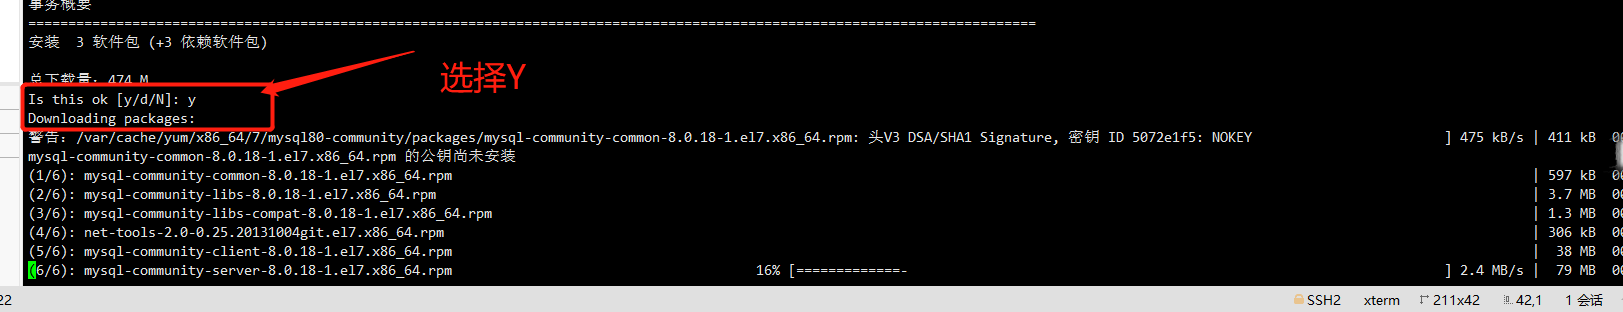 事务概要
================================================================================================================================
安装  3 软件包 (+3 依赖软件包)
总下载量：474 M
选择Y
Is this ok [y/d/N]: y
Downloading packages:
警告：/var/cache/yum/x86_64/7/mysql80-community/packages/mysql-community-common-8.0.18-1.el7.x86_64.rpm: 头V3 DSA/SHA1 Signature, 密钥 ID 5072e1f5: NOKEY ] 475 kB/s | 411 kB
mysql-community-common-8.0.18-1.el7.x86_64.rpm 的公钥尚未安装
(1/6): mysql-community-common-8.0.18-1.el7.x86_64.rpm | 597 kB
(2/6): mysql-community-libs-8.0.18-1.el7.x86_64.rpm | 3.7 MB
(3/6): mysql-community-libs-compat-8.0.18-1.el7.x86_64.rpm | 1.3 MB
(4/6): net-tools-2.0-0.25.20131004git.el7.x86_64.rpm | 306 kB
(5/6): mysql-community-client-8.0.18-1.el7.x86_64.rpm | 38 MB
(6/6): mysql-community-server-8.0.18-1.el7.x86_64.rpm 16% [=============- ] 2.4 MB/s | 79 MB
22 SSH2 xterm 211x42 42,1 1 会话